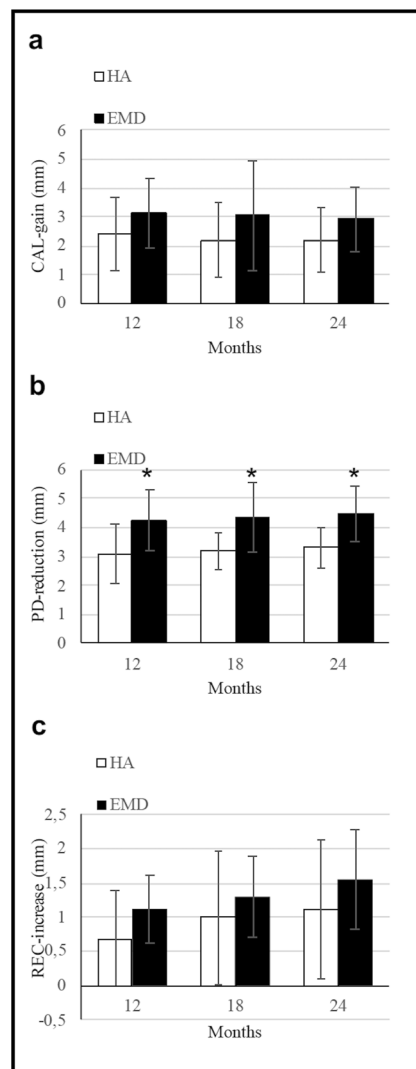 a
HA
EMD
6
5
4
3
2
1
0
CAL-gain (mm)
12 18 24
Months
b
HA
EMD
* * *
6
5
4
3
2
1
0
PD-reduction (mm)
12 18 24
Months
c
HA
EMD
2,5
2
1,5
1
0,5
0
-0,5
REC-increase (mm)
12 18 24
Months